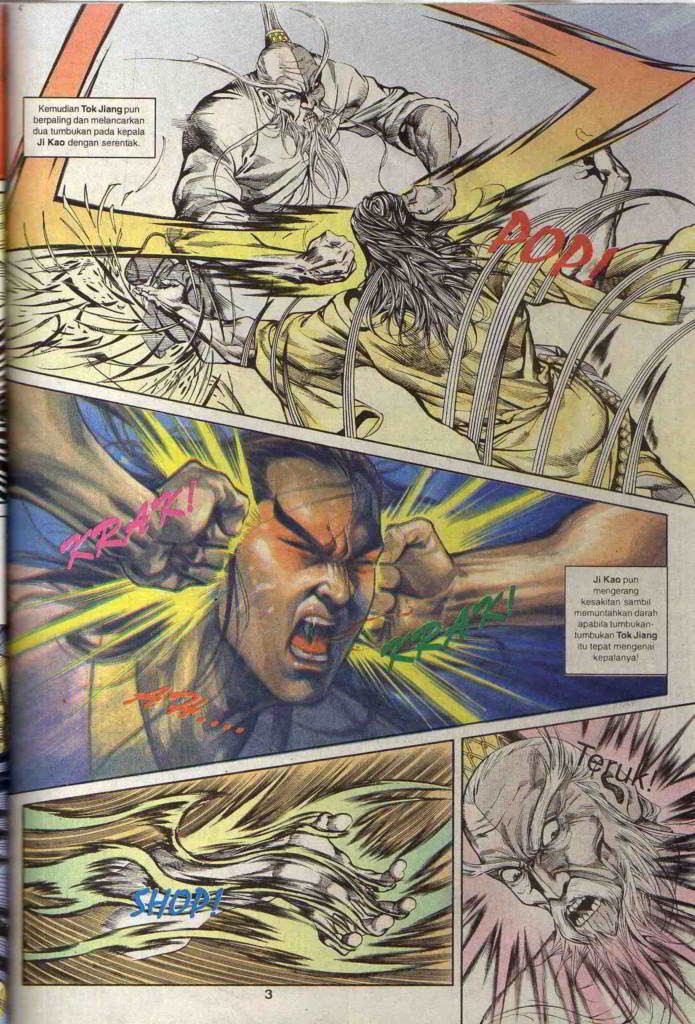 Kemudian Tok Jiang pun
berpaling dan melancarkan
dua tumbukan pada kepala
Ji Kao dengan serentak.
POP!
KRAK!
Ji Kao pun
mengerang
kesakitan sambil
memuntahkan darah
apabila tumbukan-
tumbukan Tok Jiang
itu tepat mengenai
kepalanya!
KRAK!
AH....
Teruk!
SHOP!
3